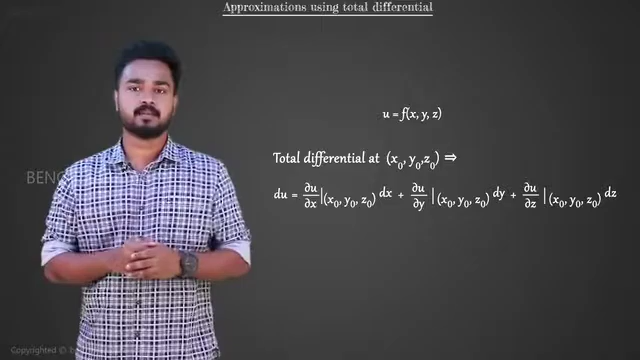 Approximations using total differential
u = f(x, y, z)
Total differential at (x₀, y₀, z₀) ⇒
du = ∂u/∂x |(x₀, y₀, z₀) dx + ∂u/∂y |(x₀, y₀, z₀) dy + ∂u/∂z |(x₀, y₀, z₀) dz
Copyrighted ©